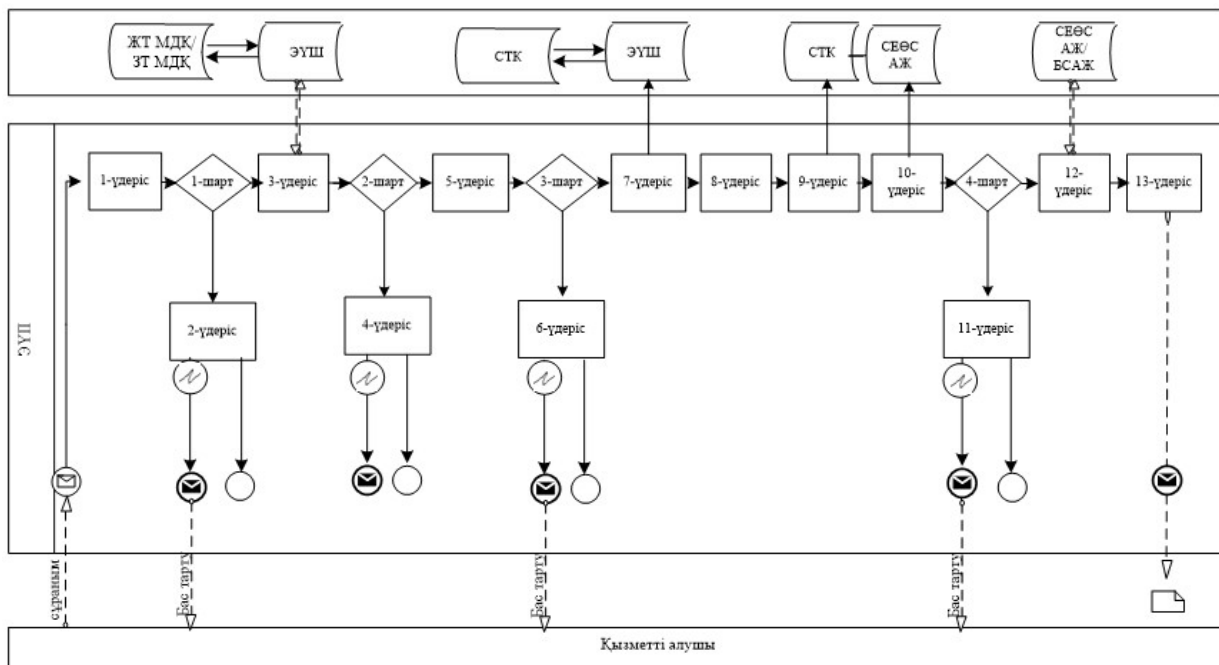 ЖТ МДҚ/
ЗТ МДҚ
ЭҮШ
СТК
ЭҮШ
СТК
СЕӨС
АЖ
СЕӨС
АЖ/
БСАЖ
ЭҮП
1-үдеріс
1-шарт
3-үдеріс
2-шарт
5-үдеріс
3-шарт
7-үдеріс
8-үдеріс
9-үдеріс
10-
үдеріс
4-шарт
12-
үдеріс
13-үдеріс
2-үдеріс
4-үдеріс
6-үдеріс
11-үдеріс
сұраным
Бас тарту
Бас тарту
Бас тарту
Қызметті алушы